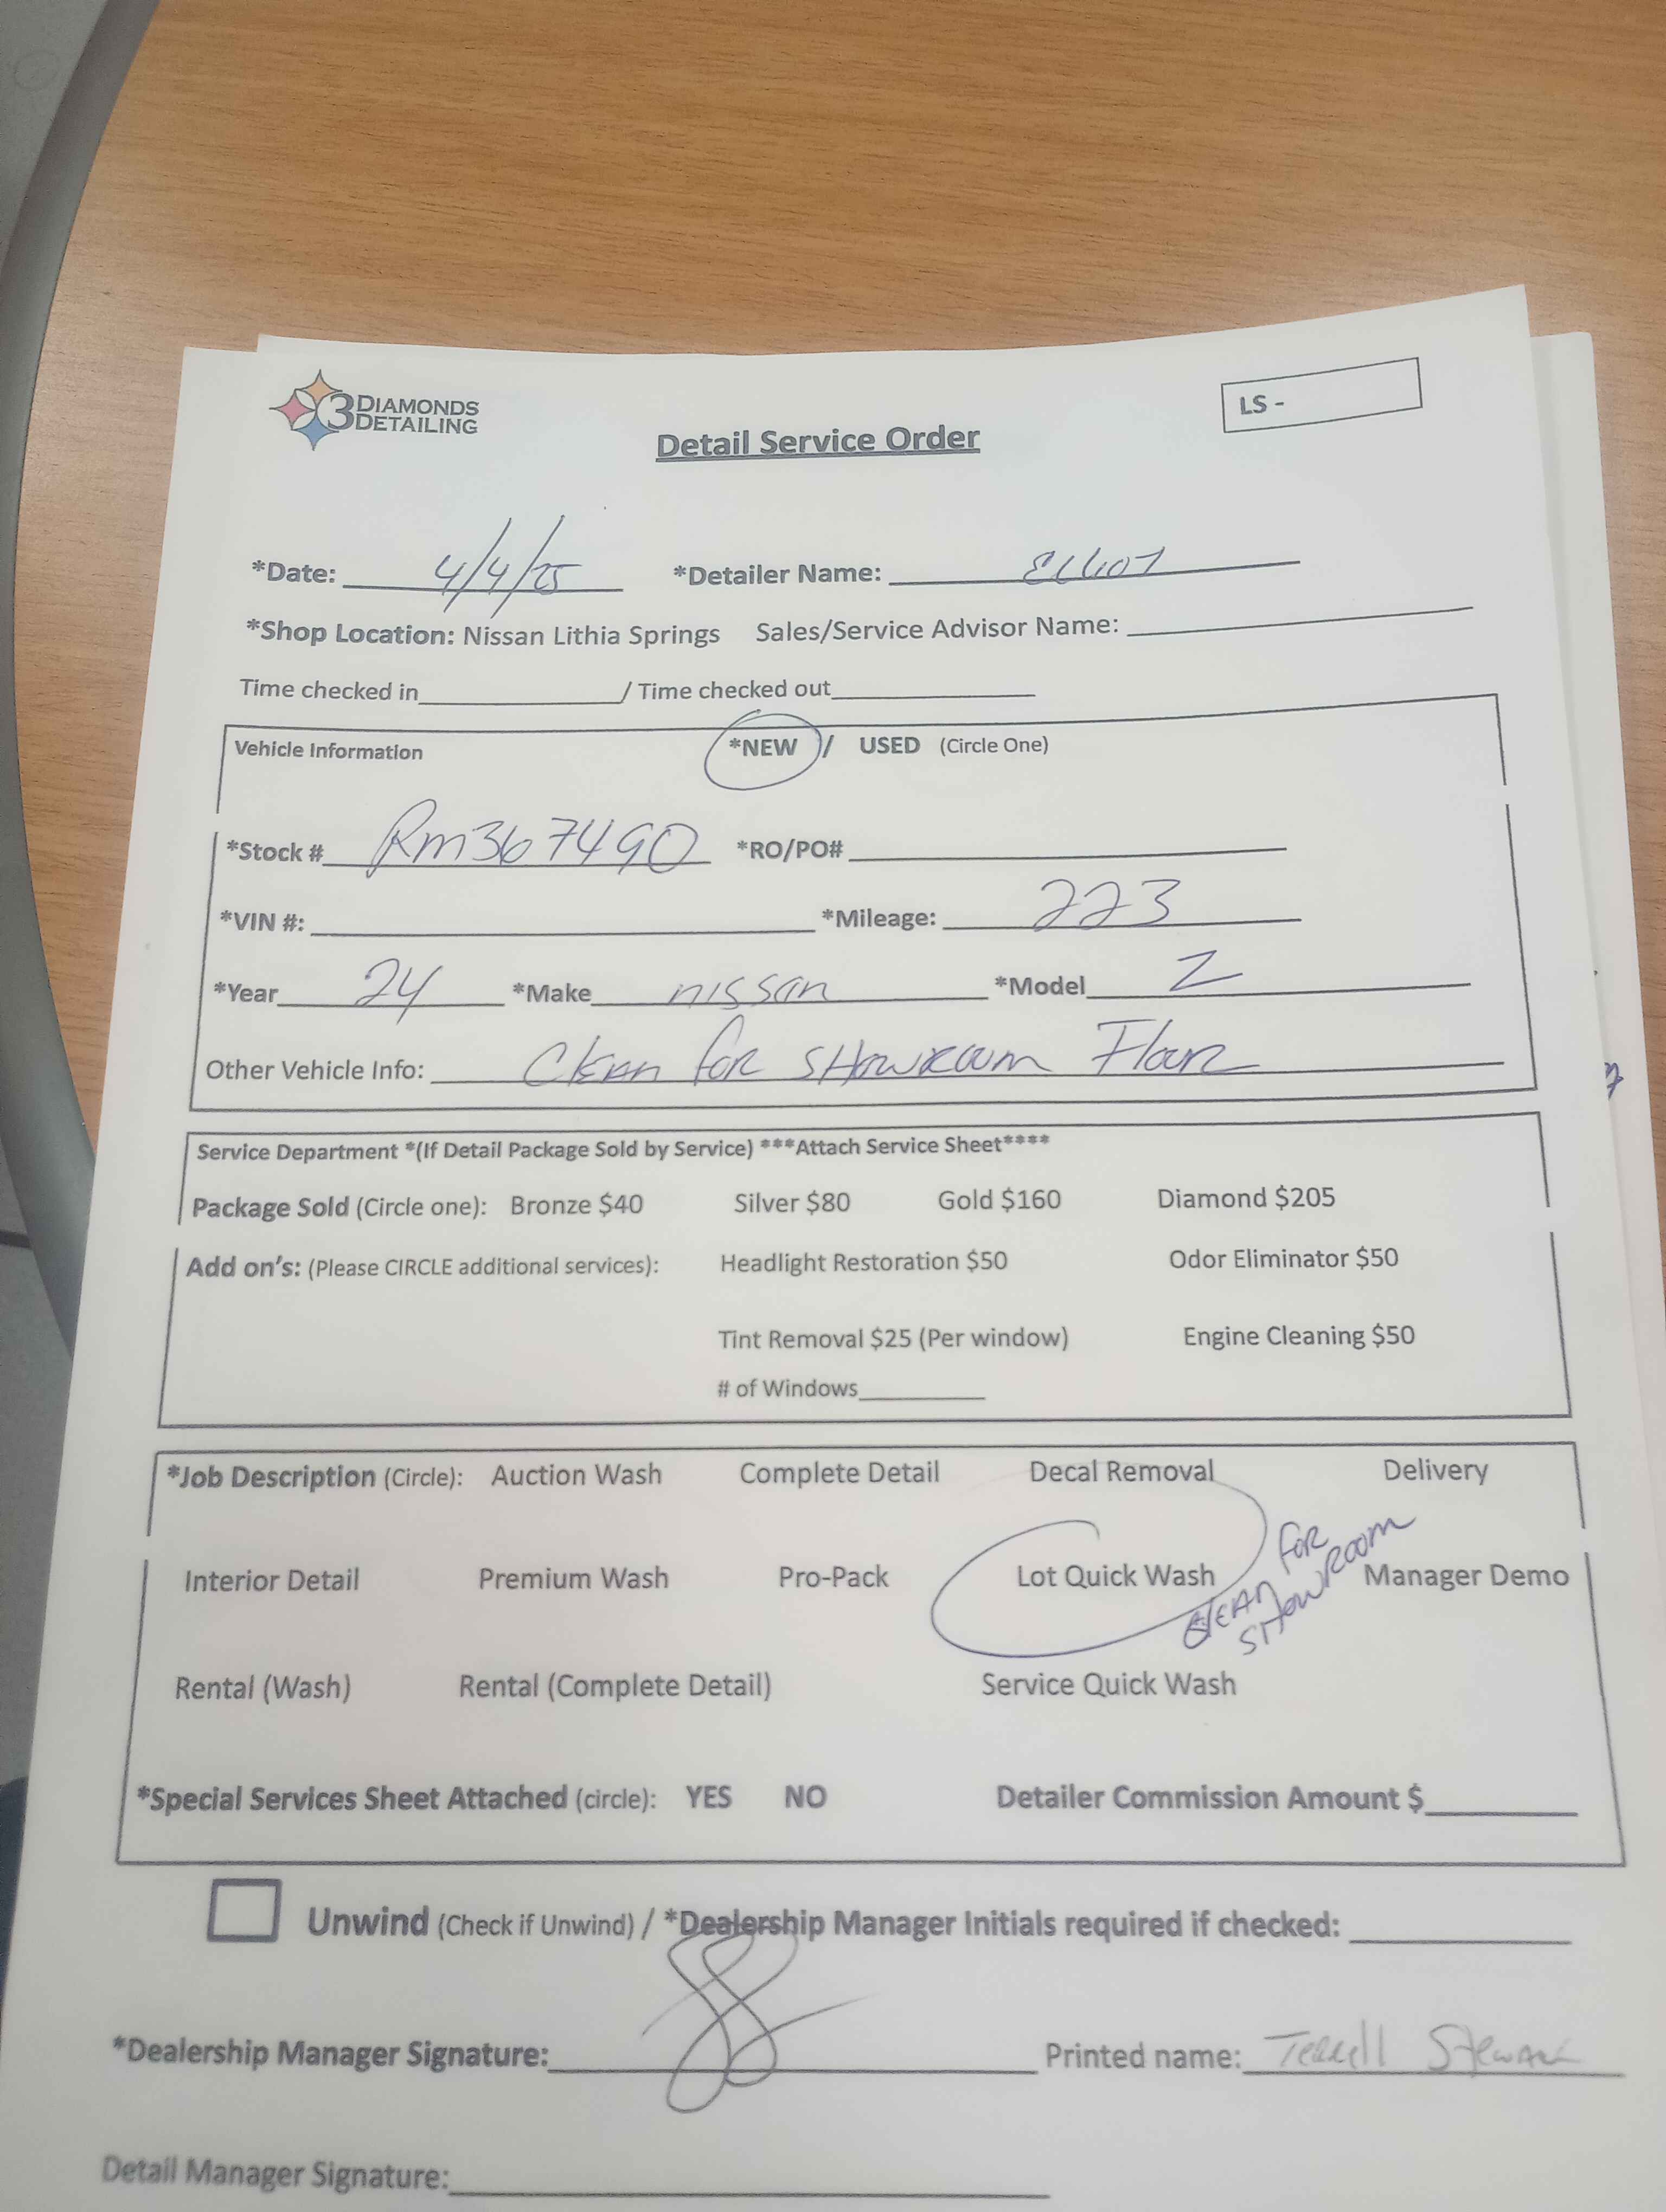 3 DIAMONDS
DETAILING
LS -
Detail Service Order
*Date: 4/4/25 *Detailer Name: Elliot
*Shop Location: Nissan Lithia Springs Sales/Service Advisor Name:
Time checked in / Time checked out
Vehicle Information *NEW / USED (Circle One)
*Stock # Rm367490 *RO/PO#
*VIN #: *Mileage: 223
*Year 24 *Make nissan *Model Z
Other Vehicle Info: Clean for SHowRoom Floor
Service Department *(If Detail Package Sold by Service) ***Attach Service Sheet****
Package Sold (Circle one): Bronze $40 Silver $80 Gold $160 Diamond $205
Add on's: (Please CIRCLE additional services): Headlight Restoration $50 Odor Eliminator $50
Tint Removal $25 (Per window) Engine Cleaning $50
# of Windows
*Job Description (Circle): Auction Wash Complete Detail Decal Removal Delivery
Interior Detail Premium Wash Pro-Pack Lot Quick Wash Manager Demo
Clean for
SHowRoom
Rental (Wash) Rental (Complete Detail) Service Quick Wash
*Special Services Sheet Attached (circle): YES NO Detailer Commission Amount $
Unwind (Check if Unwind) / *Dealership Manager Initials required if checked:
*Dealership Manager Signature: Printed name: Terrell Stewart
Detail Manager Signature: